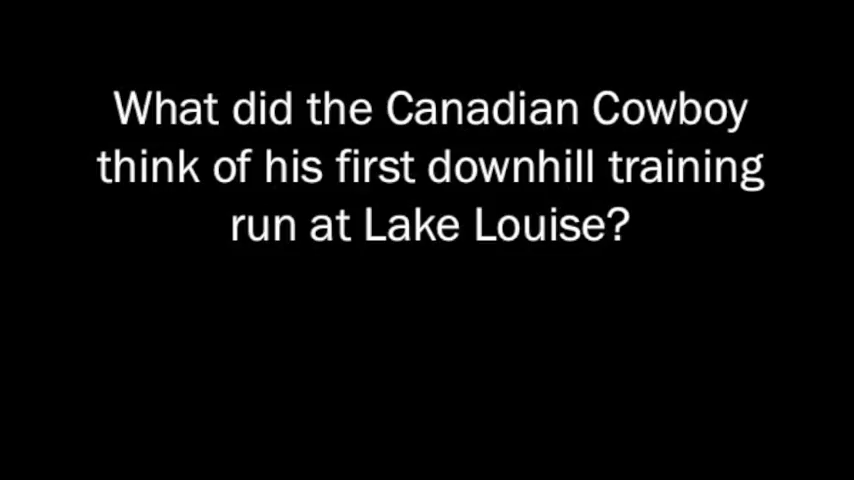 What did the Canadian Cowboy
think of his first downhill training
run at Lake Louise?